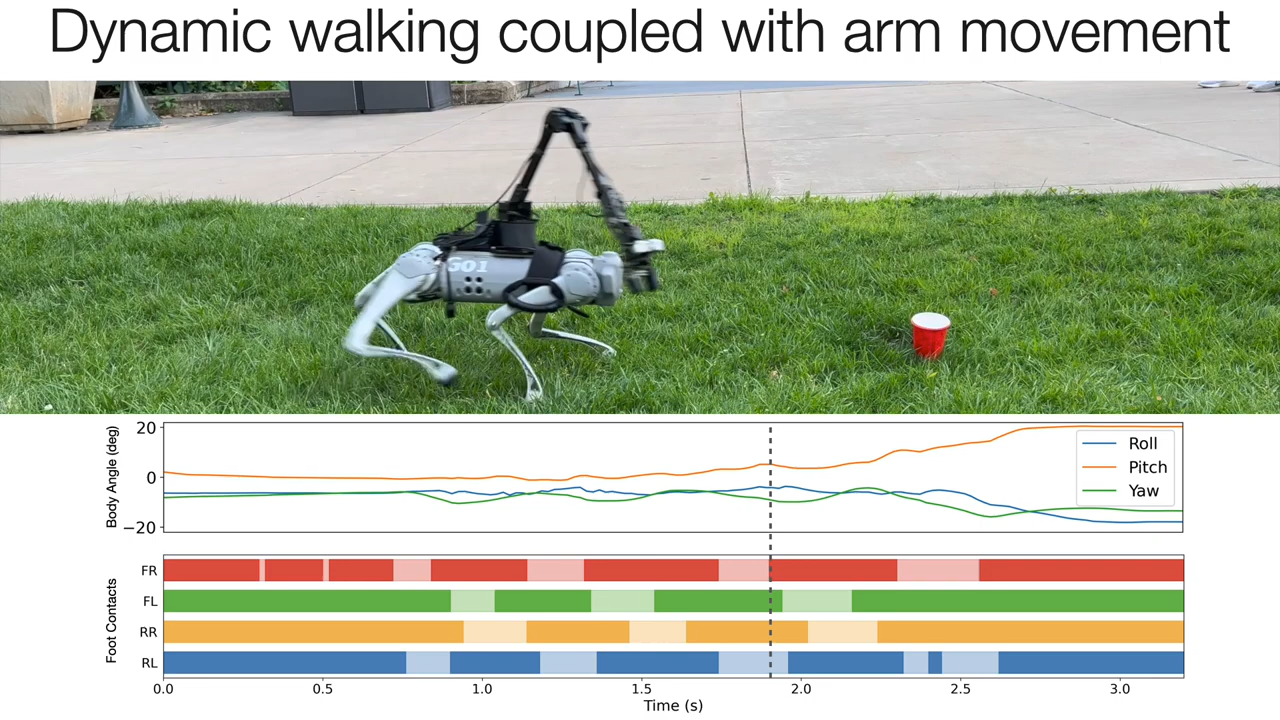 Dynamic walking coupled with arm movement
GO1
Body Angle (deg)
20
0
−20
Roll
Pitch
Yaw
Foot Contacts
FR
FL
RR
RL
0.0 0.5 1.0 1.5 2.0 2.5 3.0
Time (s)